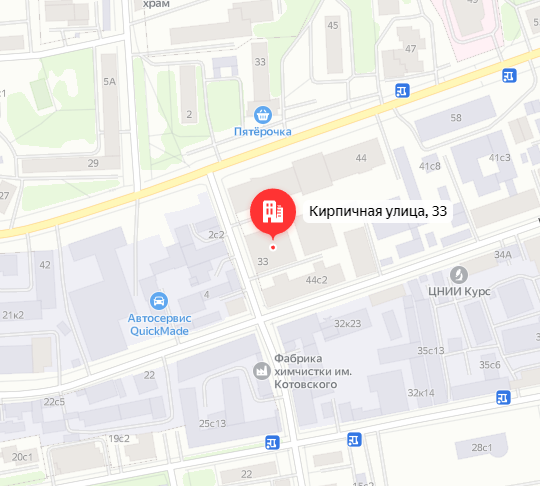 храм
45
47
33
5А
с1
2
Пятёрочка
58
29
44
41с8
41с3
27
Кирпичная улица, 33
2с2
33
34А
42
44с2
4
ЦНИИ Курс
21к2
Автосервис
QuickMade
32к23
35с13
Фабрика
химчистки им.
Котовского
35с6
22
32к14
22с5
25с13
19с2
20с1
28с1
22